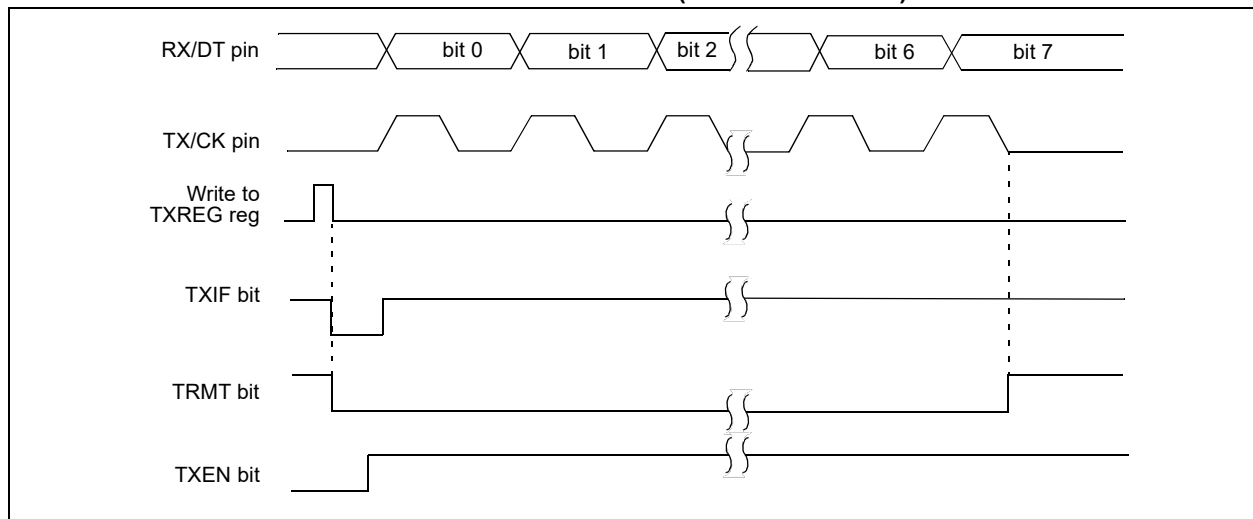 RX/DT pin
bit 0
bit 1
bit 2
bit 6
bit 7
TX/CK pin
Write to
TXREG reg
TXIF bit
TRMT bit
TXEN bit